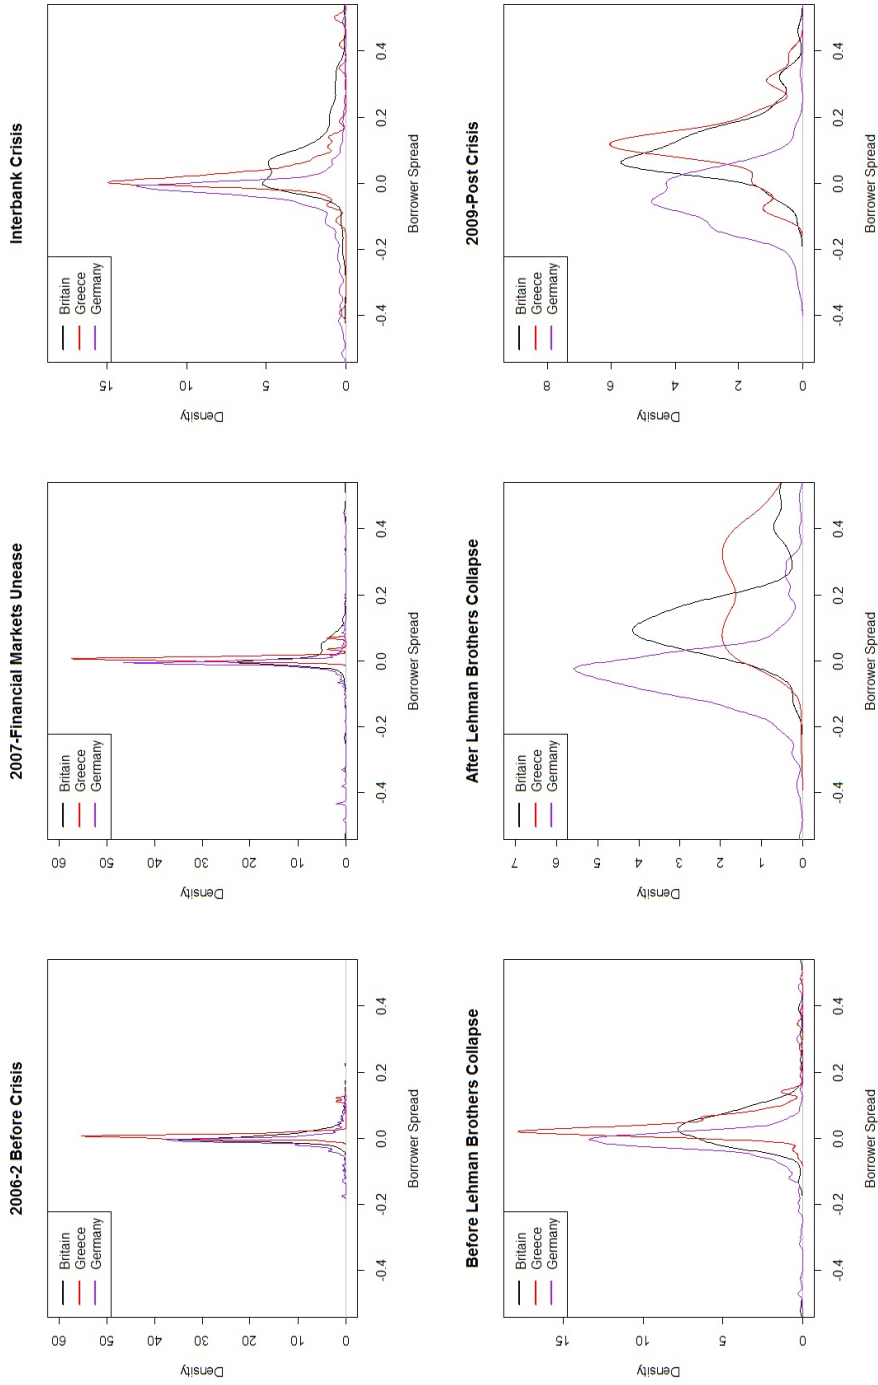 2006-2 Before Crisis
Britain
Greece
Germany
Density
60
50
40
30
20
10
0
-0.4 -0.2 0.0 0.2 0.4
Borrower Spread
2007-Financial Markets Unease
Britain
Greece
Germany
Density
60
50
40
30
20
10
0
-0.4 -0.2 0.0 0.2 0.4
Borrower Spread
Interbank Crisis
Britain
Greece
Germany
Density
15
10
5
0
-0.4 -0.2 0.0 0.2 0.4
Borrower Spread
Before Lehman Brothers Collapse
Britain
Greece
Germany
Density
15
10
5
0
-0.4 -0.2 0.0 0.2 0.4
Borrower Spread
After Lehman Brothers Collapse
Britain
Greece
Germany
Density
7
6
5
4
3
2
1
0
-0.4 -0.2 0.0 0.2 0.4
Borrower Spread
2009-Post Crisis
Britain
Greece
Germany
Density
8
6
4
2
0
-0.4 -0.2 0.0 0.2 0.4
Borrower Spread